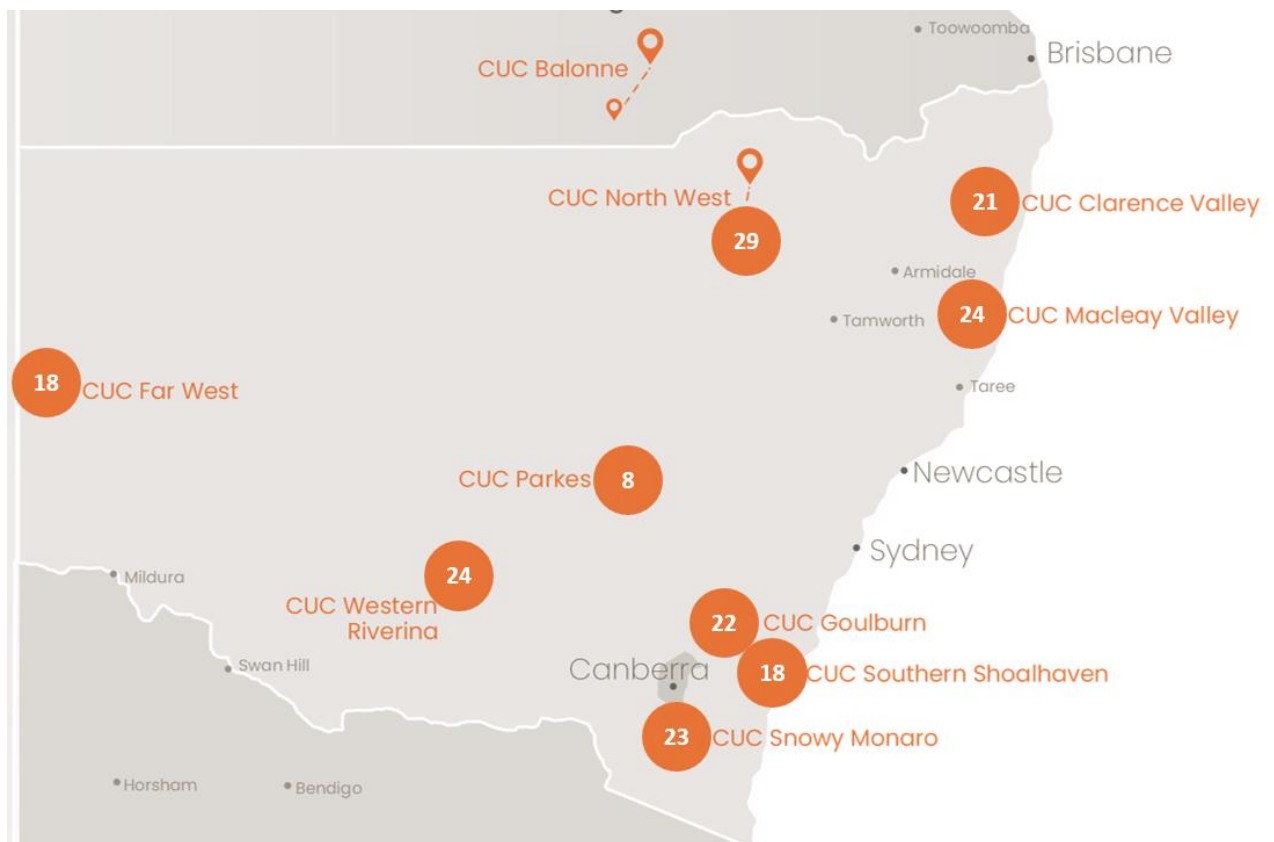 Toowoomba
Brisbane
CUC Balonne
CUC North West
29
21
CUC Clarence Valley
Armidale
Tamworth
24
CUC Macleay Valley
18
CUC Far West
Taree
CUC Parkes
8
Newcastle
Sydney
Mildura
24
CUC Western
Riverina
22
CUC Goulburn
Swan Hill
Canberra
18
CUC Southern Shoalhaven
23
CUC Snowy Monaro
Horsham
Bendigo